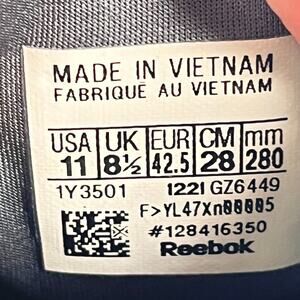 MADE IN VIETNAM
FABRIQUE AU VIETNAM
USA UK EUR CM mm
11 8½ 42.5 28 280
1Y3501 1221 GZ6449
F>YL47Xn00005
#128416350
Reebok